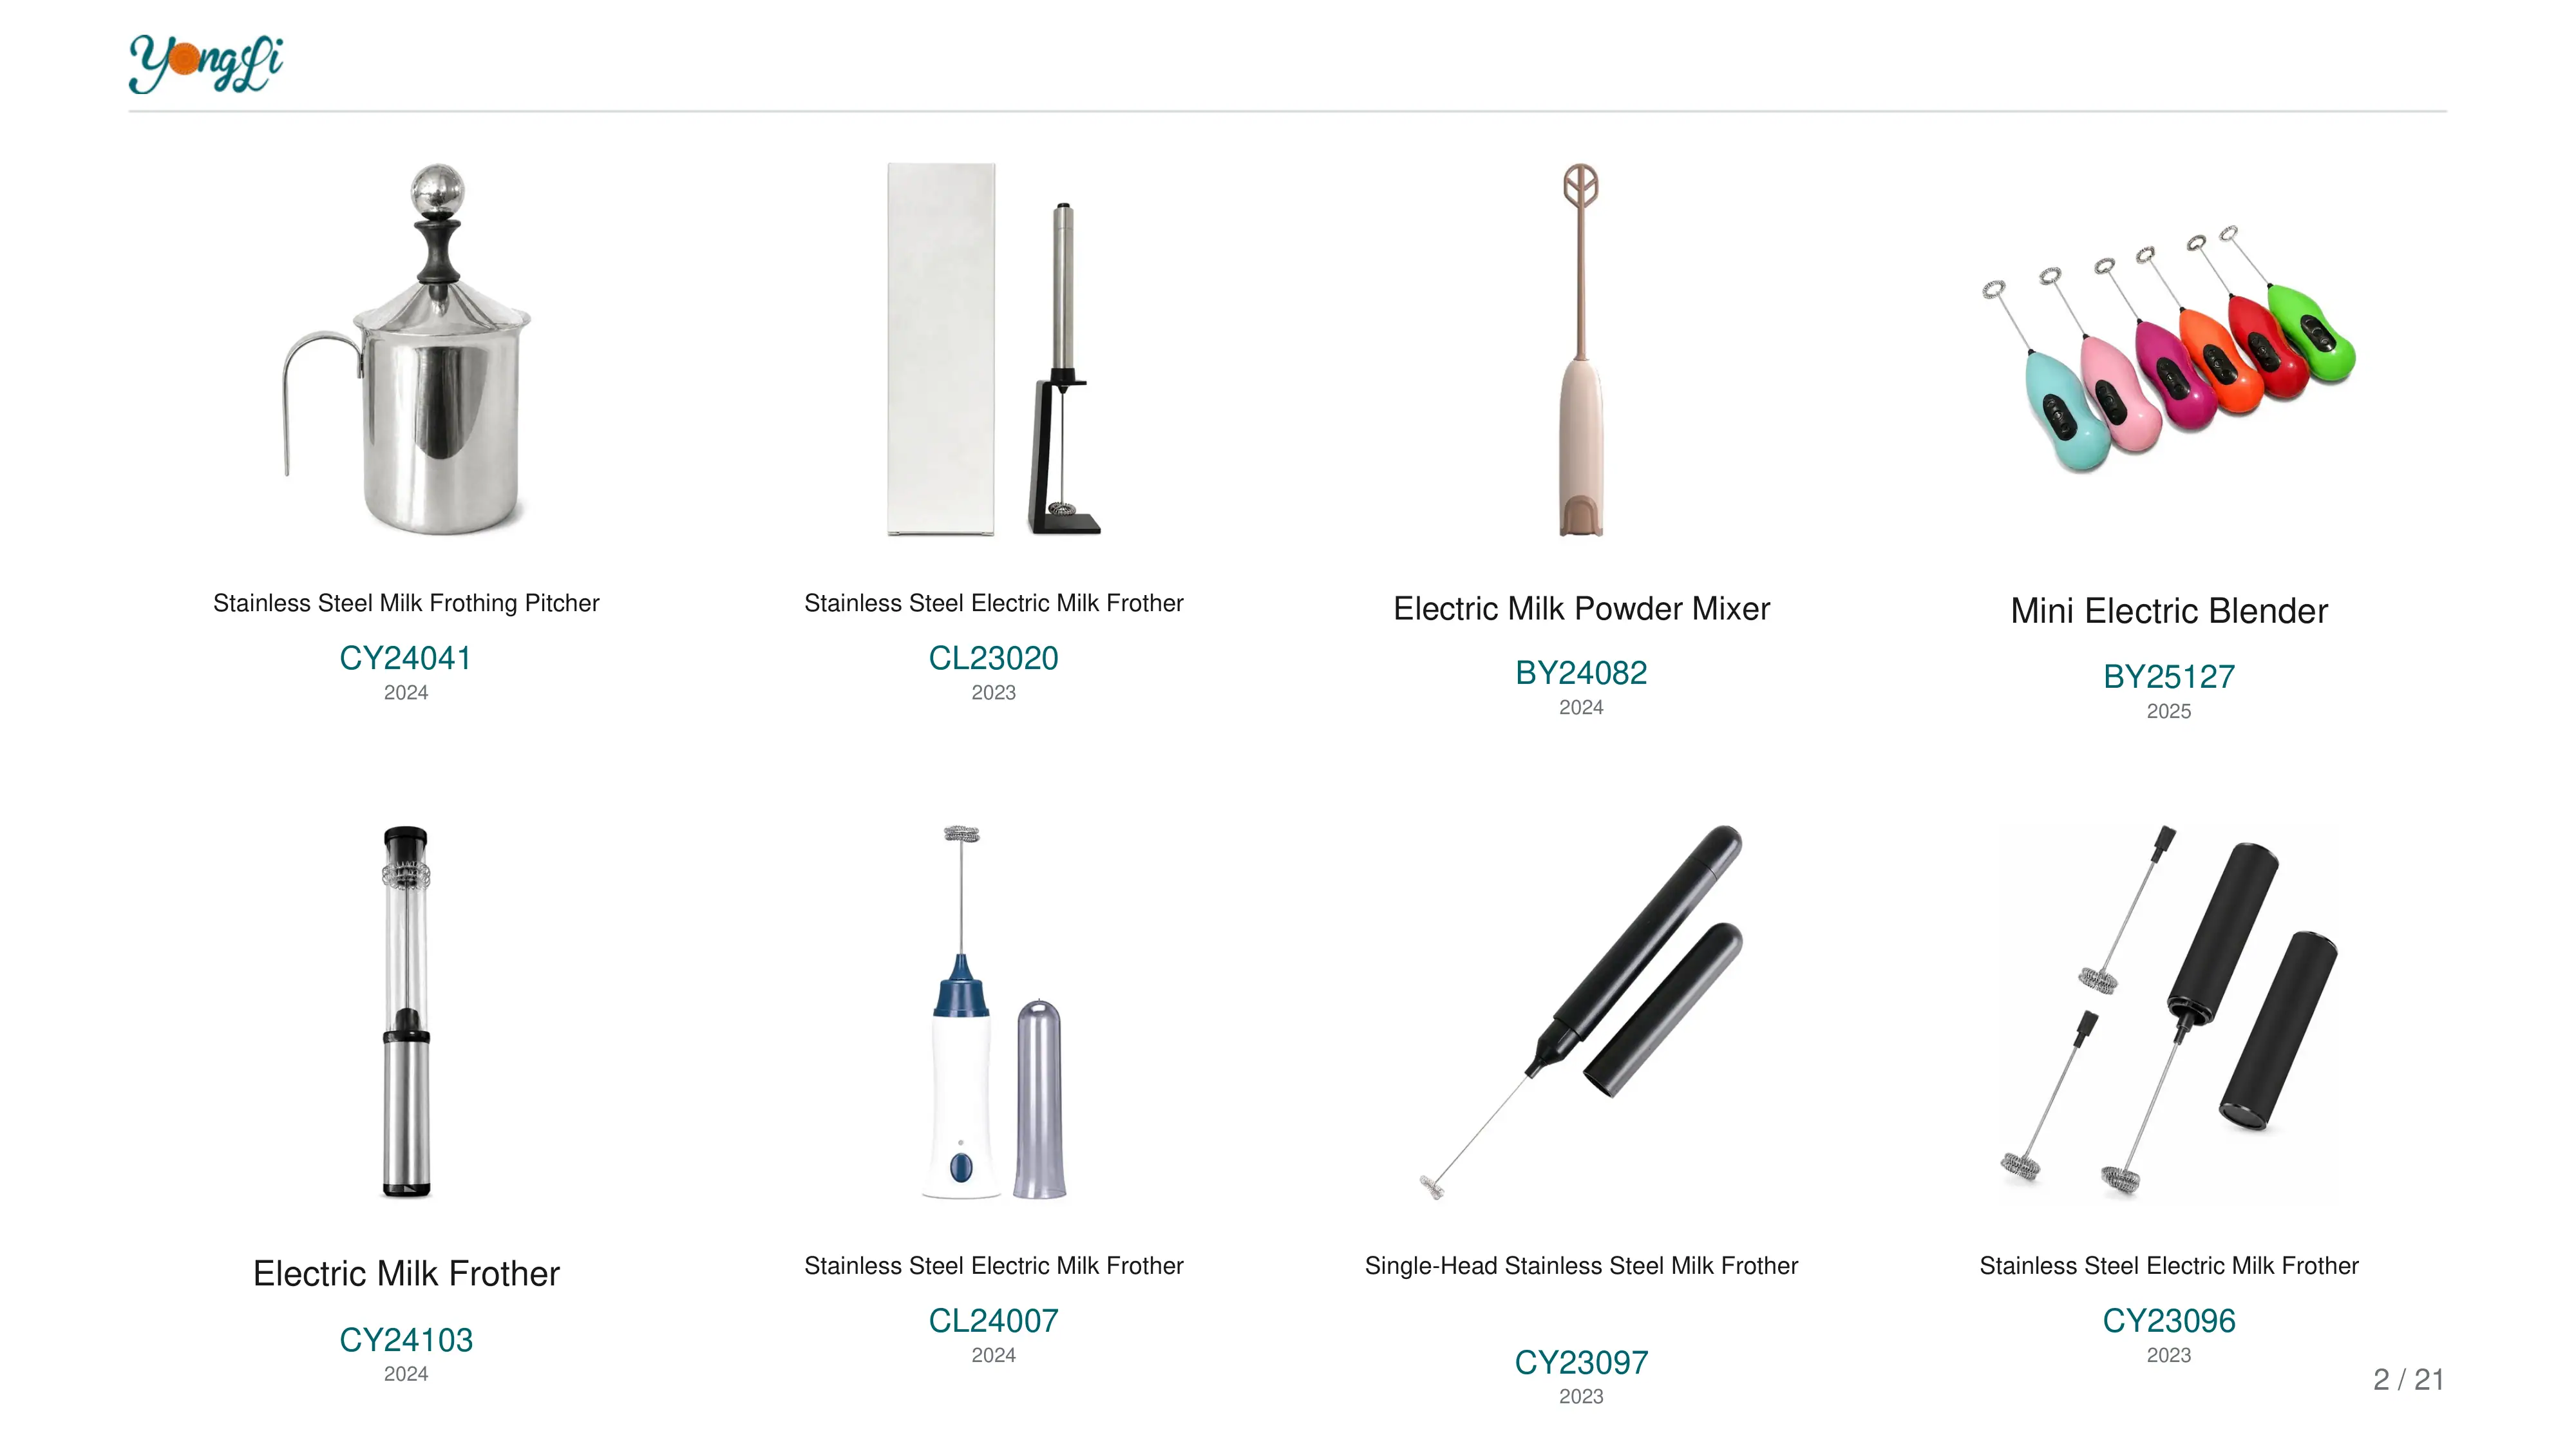 YongLi
Stainless Steel Milk Frothing Pitcher
CY24041
2024
Stainless Steel Electric Milk Frother
CL23020
2023
Electric Milk Powder Mixer
BY24082
2024
Mini Electric Blender
BY25127
2025
Electric Milk Frother
CY24103
2024
Stainless Steel Electric Milk Frother
CL24007
2024
Single-Head Stainless Steel Milk Frother
CY23097
2023
Stainless Steel Electric Milk Frother
CY23096
2023
2 / 21